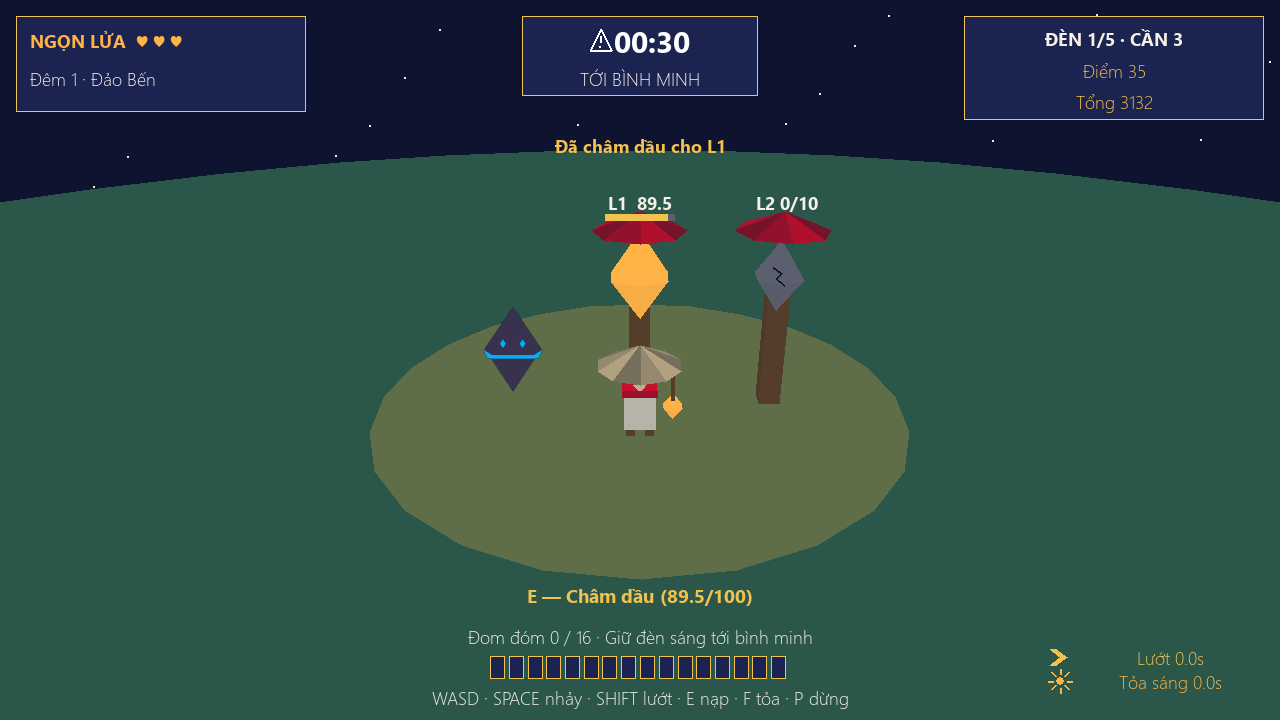 NGỌN LỬA ♥ ♥ ♥
Đêm 1 · Đảo Bến
00:30
TỚI BÌNH MINH
ĐÈN 1/5 · CẦN 3
Điểm 35
Tổng 3132
Đã châm dầu cho L1
L1 89.5
L2 0/10
E — Châm dầu (89.5/100)
Đom đóm 0 / 16 · Giữ đèn sáng tới bình minh
WASD · SPACE nhảy · SHIFT lướt · E nạp · F tỏa · P dừng
Lướt 0.0s
Tỏa sáng 0.0s